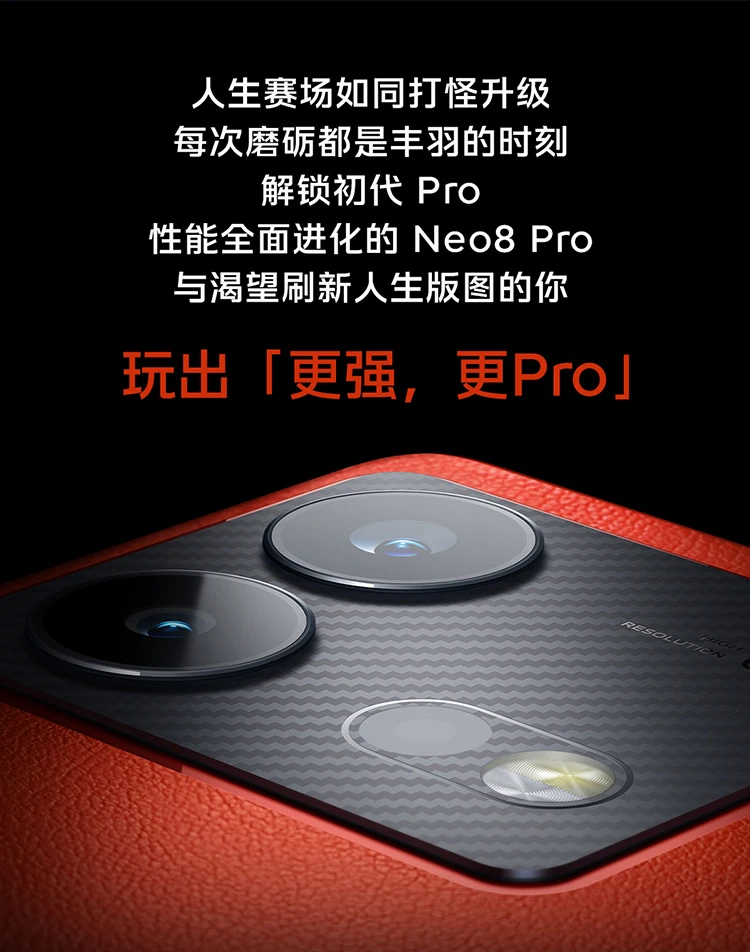 人生赛场如同打怪升级
每次磨砺都是丰羽的时刻
解锁初代 Pro
性能全面进化的 Neo8 Pro
与渴望刷新人生版图的你
玩出「更强，更Pro」
HIGH
RESOLUTION